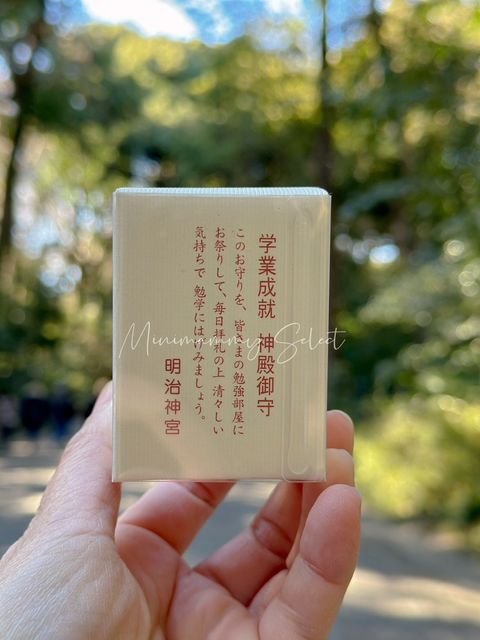 学業成就 神殿御守
このお守りを、皆さまの勉強部屋に
お祭りして、毎日拝礼の上 清々しい
気持ちで 勉学にはげみましょう。
明治神宮
Minimammy Select